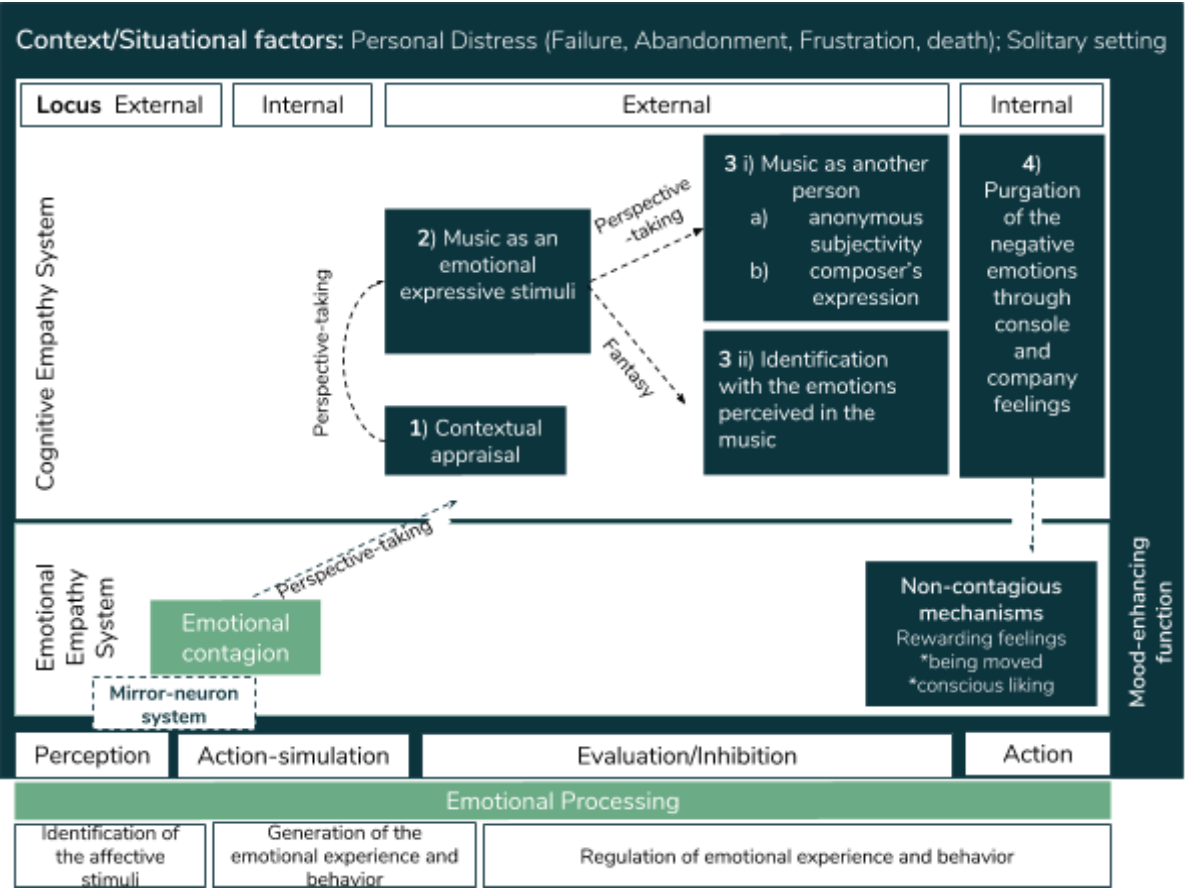 Context/Situational factors: Personal Distress (Failure, Abandonment, Frustration, death); Solitary setting
Locus External
Internal
External
Internal
Cognitive Empathy System
Perspective-taking
2) Music as an
emotional
expressive stimuli
1) Contextual
appraisal
Perspective
-taking
Fantasy
3 i) Music as another
person
a) anonymous
subjectivity
b) composer's
expression
3 ii) Identification
with the emotions
perceived in the
music
4)
Purgation
of the
negative
emotions
through
console
and
company
feelings
Emotional
Empathy
System
Perspective-taking
Emotional
contagion
Mirror-neuron
system
Non-contagious
mechanisms
Rewarding feelings
*being moved
*conscious liking
Mood-enhancing
function
Perception
Action-simulation
Evaluation/Inhibition
Action
Emotional Processing
Identification of
the affective
stimuli
Generation of the
emotional experience and
behavior
Regulation of emotional experience and behavior